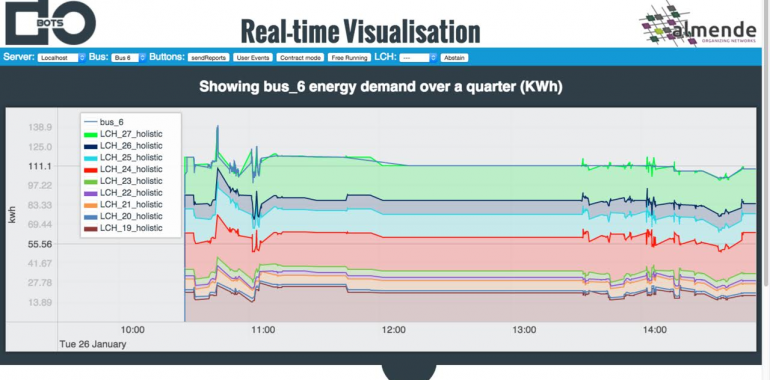 DO
BOTS
Real-time Visualisation
almende
ORGANIZING NETWORKS
Server: Localhost Bus: Bus 6 Buttons: sendReports User Events Contract mode Free Running LCH: --- Abstain
Showing bus_6 energy demand over a quarter (KWh)
bus_6
LCH_27_holistic
LCH_26_holistic
LCH_25_holistic
LCH_24_holistic
LCH_23_holistic
LCH_22_holistic
LCH_21_holistic
LCH_20_holistic
LCH_19_holistic
kwh
138.9
125.0
111.1
97.22
83.33
69.44
55.56
41.67
27.78
13.89
10:00 11:00 12:00 13:00 14:00
Tue 26 January